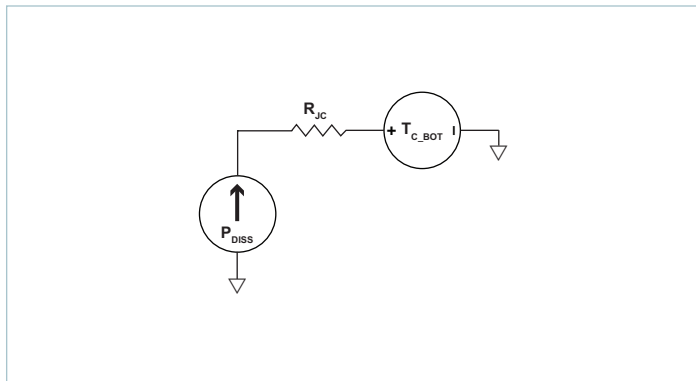 R_JC
+ T_C_BOT –
P_DISS